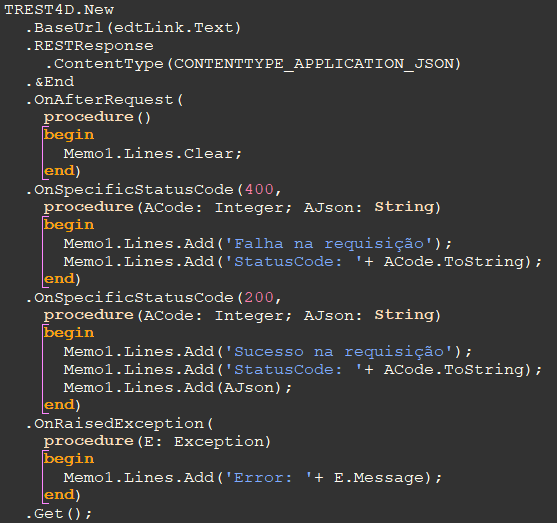 TREST4D.New
.BaseUrl(edtLink.Text)
.RESTResponse
.ContentType(CONTENTTYPE_APPLICATION_JSON)
.&End
.OnAfterRequest(
procedure()
begin
Memo1.Lines.Clear;
end)
.OnSpecificStatusCode(400,
procedure(ACode: Integer; AJson: String)
begin
Memo1.Lines.Add('Falha na requisição');
Memo1.Lines.Add('StatusCode: '+ ACode.ToString);
end)
.OnSpecificStatusCode(200,
procedure(ACode: Integer; AJson: String)
begin
Memo1.Lines.Add('Sucesso na requisição');
Memo1.Lines.Add('StatusCode: '+ ACode.ToString);
Memo1.Lines.Add(AJson);
end)
.OnRaisedException(
procedure(E: Exception)
begin
Memo1.Lines.Add('Error: '+ E.Message);
end)
.Get();